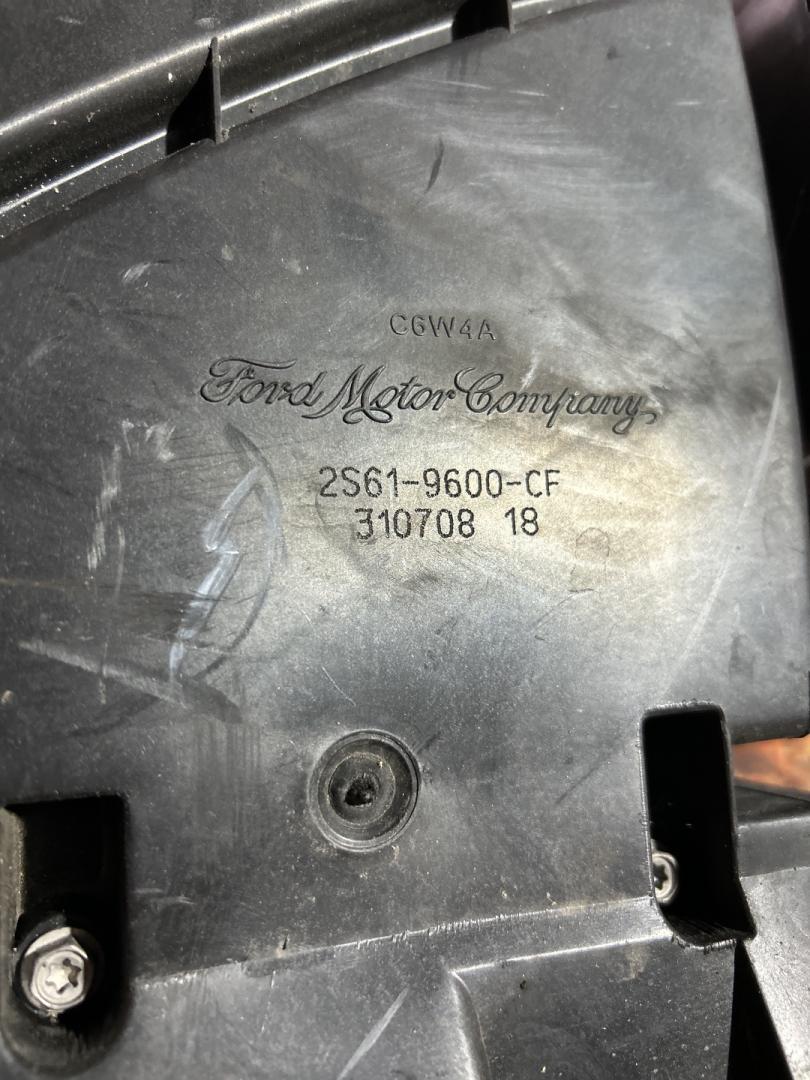 C6W4A
Ford Motor Company
2S61-9600-CF
310708 18